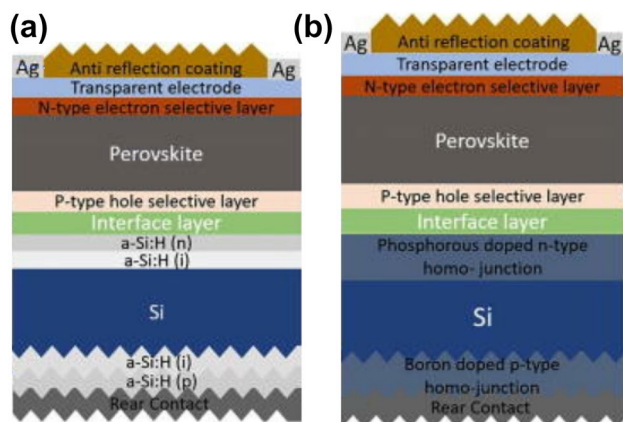 (a)
Ag
Anti reflection coating
Ag
Transparent electrode
N-type electron selective layer
Perovskite
P-type hole selective layer
Interface layer
a-Si:H (n)
a-Si:H (i)
Si
a-Si:H (i)
a-Si:H (p)
Rear Contact
(b)
Ag
Anti reflection coating
Ag
Transparent electrode
N-type electron selective layer
Perovskite
P-type hole selective layer
Interface layer
Phosphorous doped n-type
homo- junction
Si
Boron doped p-type
homo-junction
Rear Contact